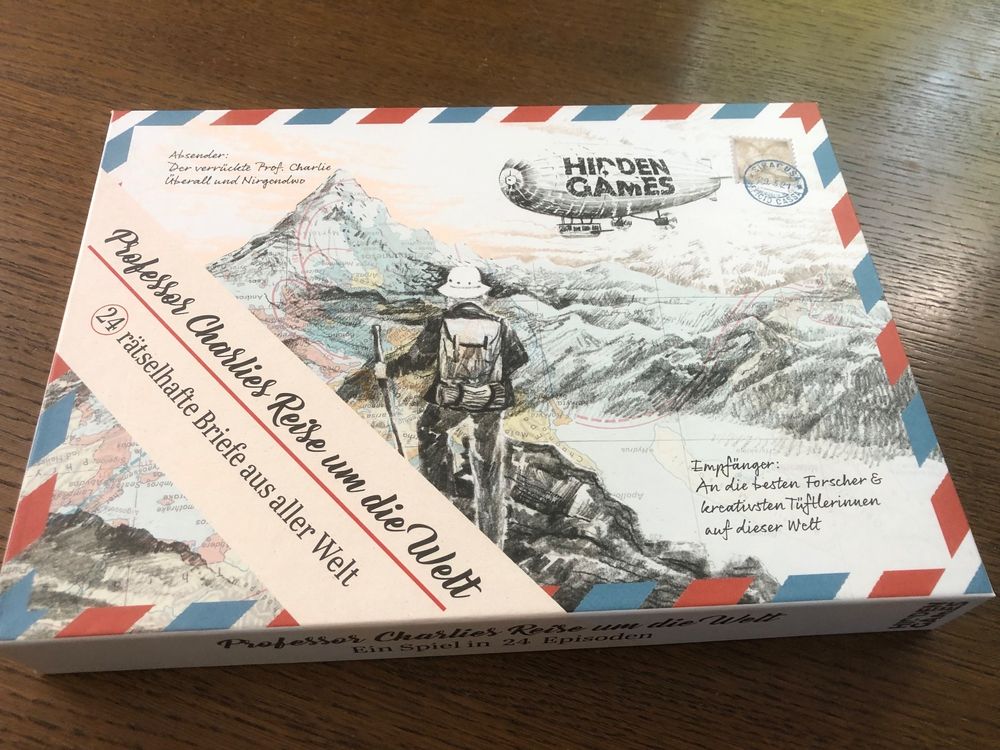 Absender:
Der verrückte Prof. Charlie
Überall und Nirgendwo
HIDDEN
GAMES
Professor Charlies Reise um die Welt
24 rätselhafte Briefe aus aller Welt
Empfänger:
An die besten Forscher &
kreativsten Tüftlerinnen
auf dieser Welt
Professor Charlies Reise um die Welt
Ein Spiel in 24 Episoden